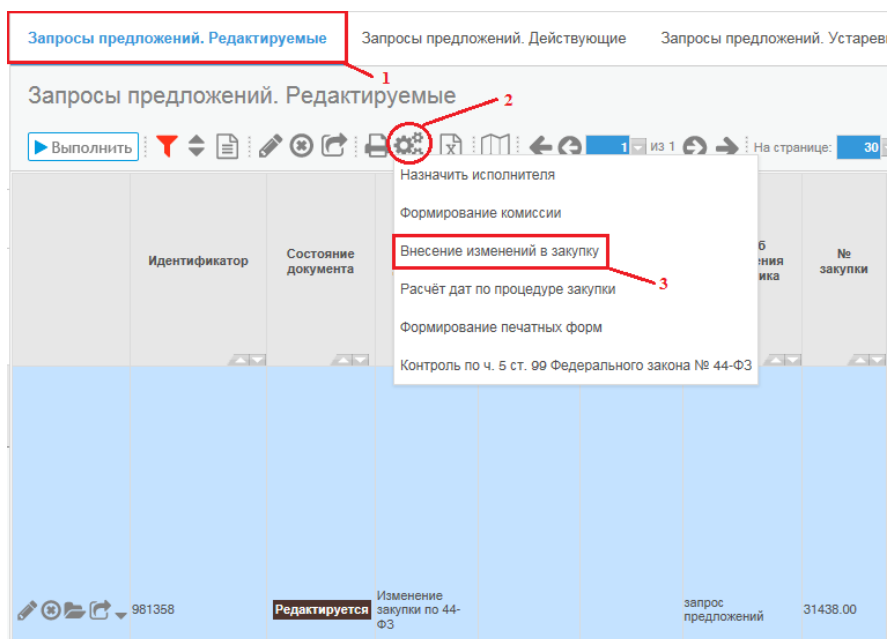 Запросы предложений. Редактируемые Запросы предложений. Действующие Запросы предложений.
1
Запросы предложений. Редактируемые
2
Выполнить 1 из 1 На странице: 30
Назначить исполнителя
Формирование комиссии
Внесение изменений в закупку
3
Расчёт дат по процедуре закупки
Формирование печатных форм
Контроль по ч. 5 ст. 99 Федерального закона № 44-ФЗ
Идентификатор Состояние документа № закупки
981358 Редактируется Изменение закупки по 44-ФЗ запрос предложений 31438.00